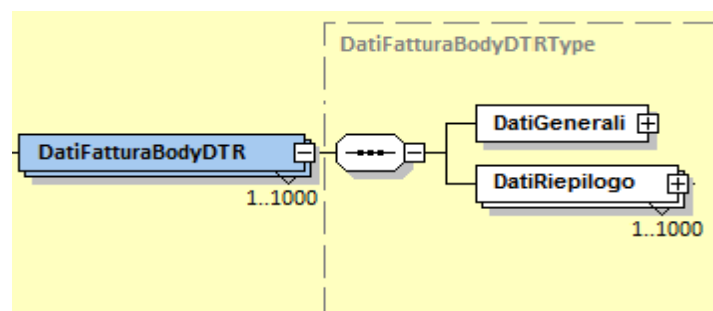 DatiFatturaBodyDTRType
DatiGenerali
DatiFatturaBodyDTR
DatiRiepilogo
1..1000
1..1000